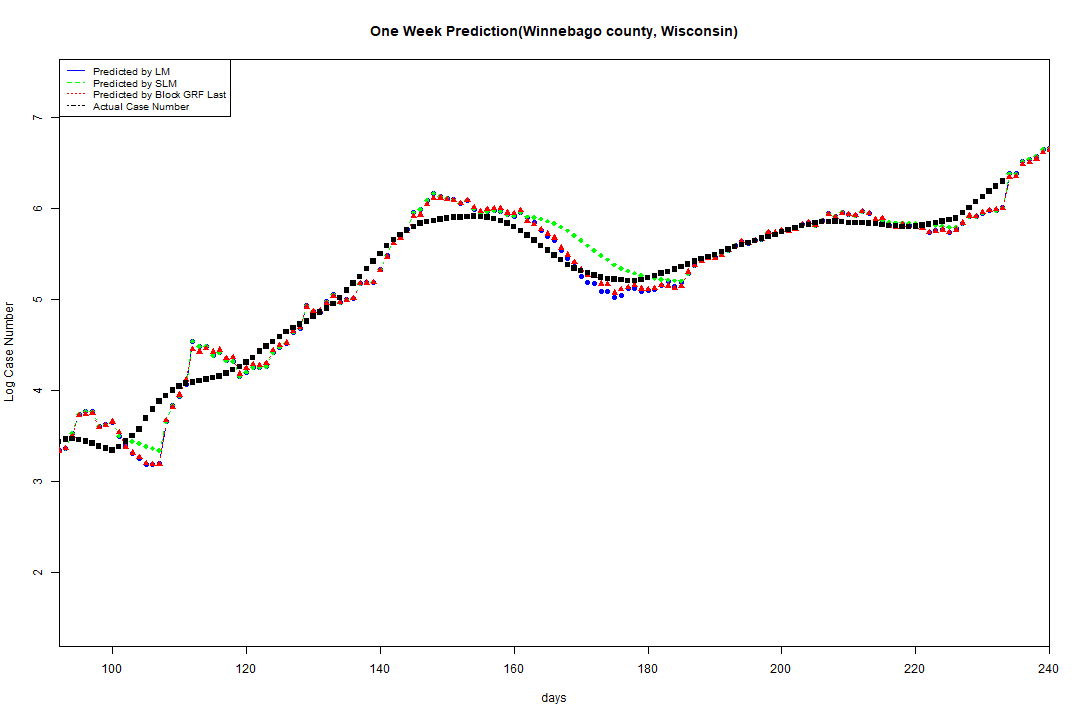 One Week Prediction(Winnebago county, Wisconsin)
Predicted by LM
Predicted by SLM
Predicted by Block GRF Last
Actual Case Number
7
6
5
4
3
2
Log Case Number
100 120 140 160 180 200 220 240
days